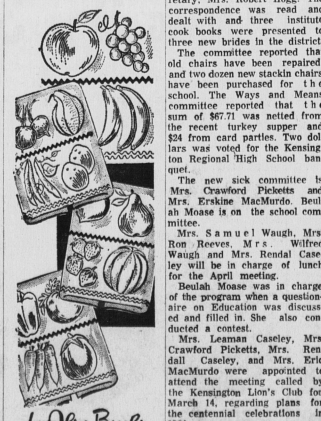 retary, Mrs. Robert Hogg. The
correspondence was read and
dealt with and three institute
cook books were presented to
three new brides in the district.
The committee reported that
old chairs have been repaired
and two dozen new stackin chairs
have been purchased for the
school. The Ways and Means
committee reported that the
sum of $67.71 was netted from
the recent turkey supper and
$24 from card parties. Two dol
lars was voted for the Kensing
ton Regional High School ban
quet.
The new sick committee is
Mrs. Crawford Picketts and
Mrs. Erskine MacMurdo. Beul
ah Moase is on the school com
mittee.
Mrs. Samuel Waugh, Mrs
Ron Reeves, Mrs. Wilfred
Waugh and Mrs. Rendal Case
ley will be in charge of lunch
for the April meeting.
Beulah Moase was in charge
of the program when a question
aire on Education was discuss
ed and filled in. She also con
ducted a contest.
Mrs. Leaman Caseley, Mrs
Crawford Picketts, Mrs. Ren
dall Caseley, and Mrs. Eric
MacMurdo were appointed to
attend the meeting called by
the Kensington Lion's Club for
March 14, regarding plans for
the centennial celebrations in